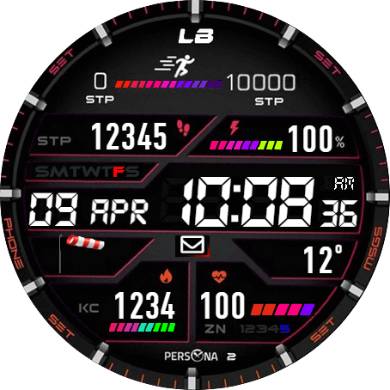 LB
SET
SET
0 10000
STP STP
STP 12345 100%
SMTWTFS
AM
09 APR 10:08 36
PHONE
MSGS
12°
KC 1234 100
ZN 12345
SET
SET
PERSONA 2